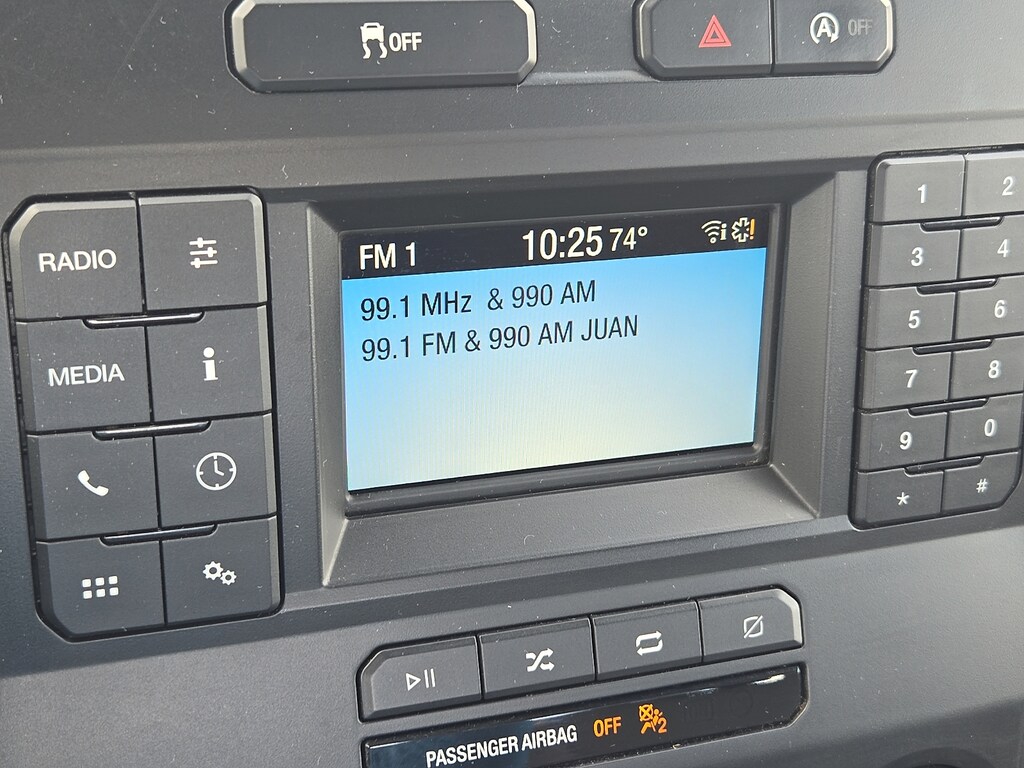 OFF
A OFF
RADIO
MEDIA
i
FM 1 10:25 74° i !
99.1 MHz & 990 AM
99.1 FM & 990 AM JUAN
1 2
3 4
5 6
7 8
9 0
* #
PASSENGER AIRBAG OFF 2